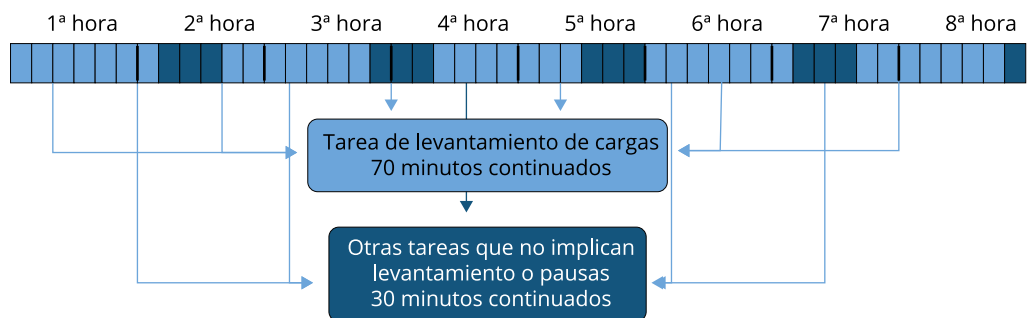 1ª hora 2ª hora 3ª hora 4ª hora 5ª hora 6ª hora 7ª hora 8ª hora
Tarea de levantamiento de cargas
70 minutos continuados
Otras tareas que no implican
levantamiento o pausas
30 minutos continuados